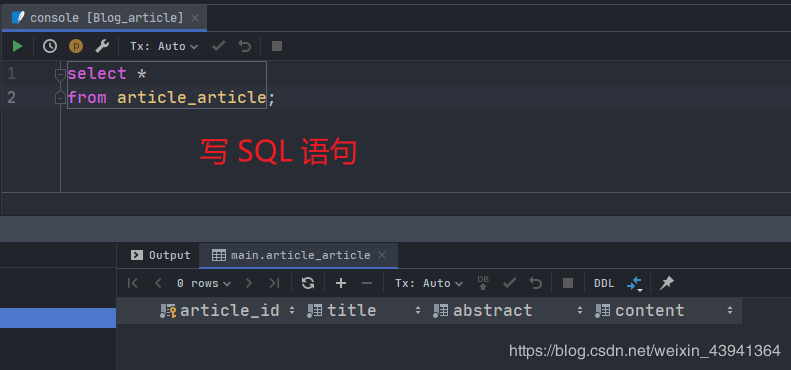 console [Blog_article]
Tx: Auto
1 select *
2 from article_article;
写 SQL 语句
Output main.article_article
0 rows Tx: Auto DB DDL
article_id title abstract content
https://blog.csdn.net/weixin_43941364